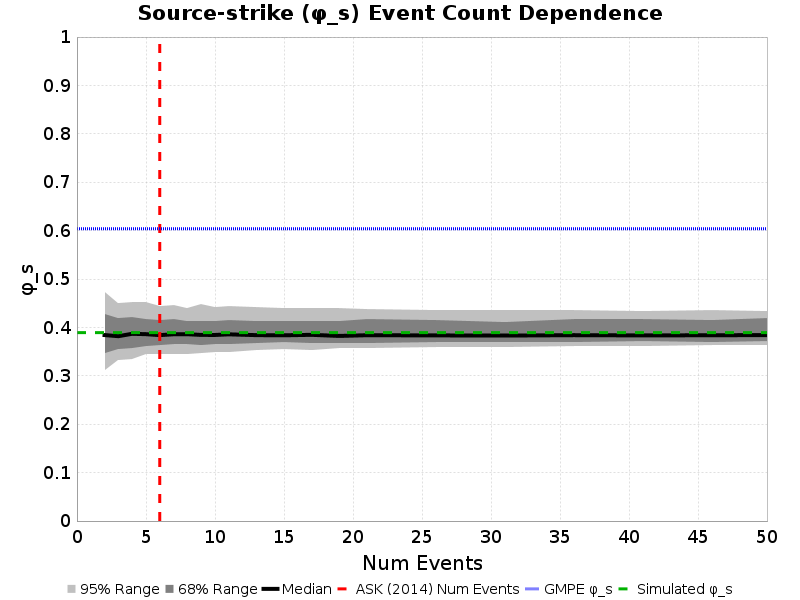 Source-strike (φ_s) Event Count Dependence
1
0.9
0.8
0.7
0.6
0.5
0.4
0.3
0.2
0.1
0
φ_s
0 5 10 15 20 25 30 35 40 45 50
Num Events
95% Range 68% Range Median ASK (2014) Num Events GMPE φ_s Simulated φ_s